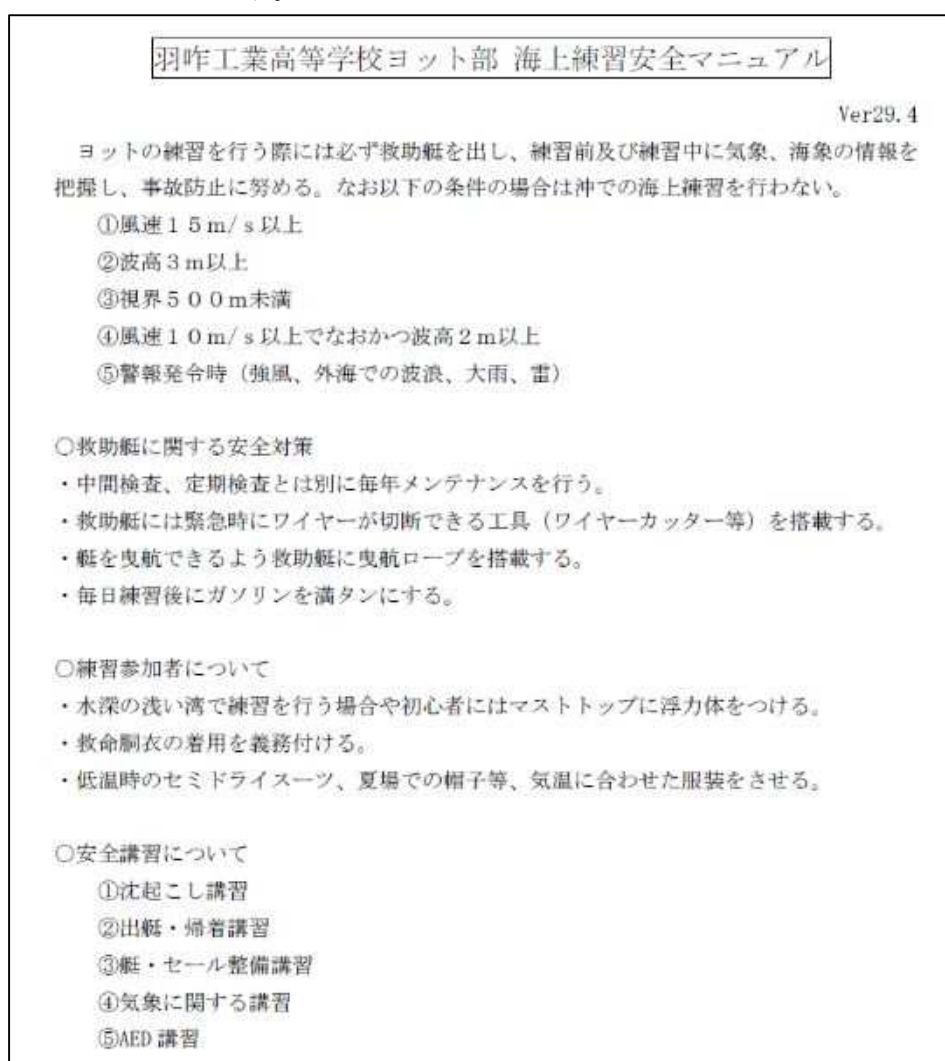 羽咋工業高等学校ヨット部 海上練習安全マニュアル
Ver29.4
ヨットの練習を行う際には必ず救助艇を出し、練習前及び練習中に気象、海象の情報を
把握し、事故防止に努める。なお以下の条件の場合は沖での海上練習を行わない。
①風速15m/s以上
②波高3m以上
③視界500m未満
④風速10m/s以上でなおかつ波高2m以上
⑤警報発令時（強風、外海での波浪、大雨、雷）
○救助艇に関する安全対策
・中間検査、定期検査とは別に毎年メンテナンスを行う。
・救助艇には緊急時にワイヤーが切断できる工具（ワイヤーカッター等）を搭載する。
・艇を曳航できるよう救助艇に曳航ロープを搭載する。
・毎日練習後にガソリンを満タンにする。
○練習参加者について
・水深の浅い湾で練習を行う場合や初心者にはマストトップに浮力体をつける。
・救命胴衣の着用を義務付ける。
・低温時のセミドライスーツ、夏場での帽子等、気温に合わせた服装をさせる。
○安全講習について
①沈起こし講習
②出艇・帰着講習
③艇・セール整備講習
④気象に関する講習
⑤AED 講習